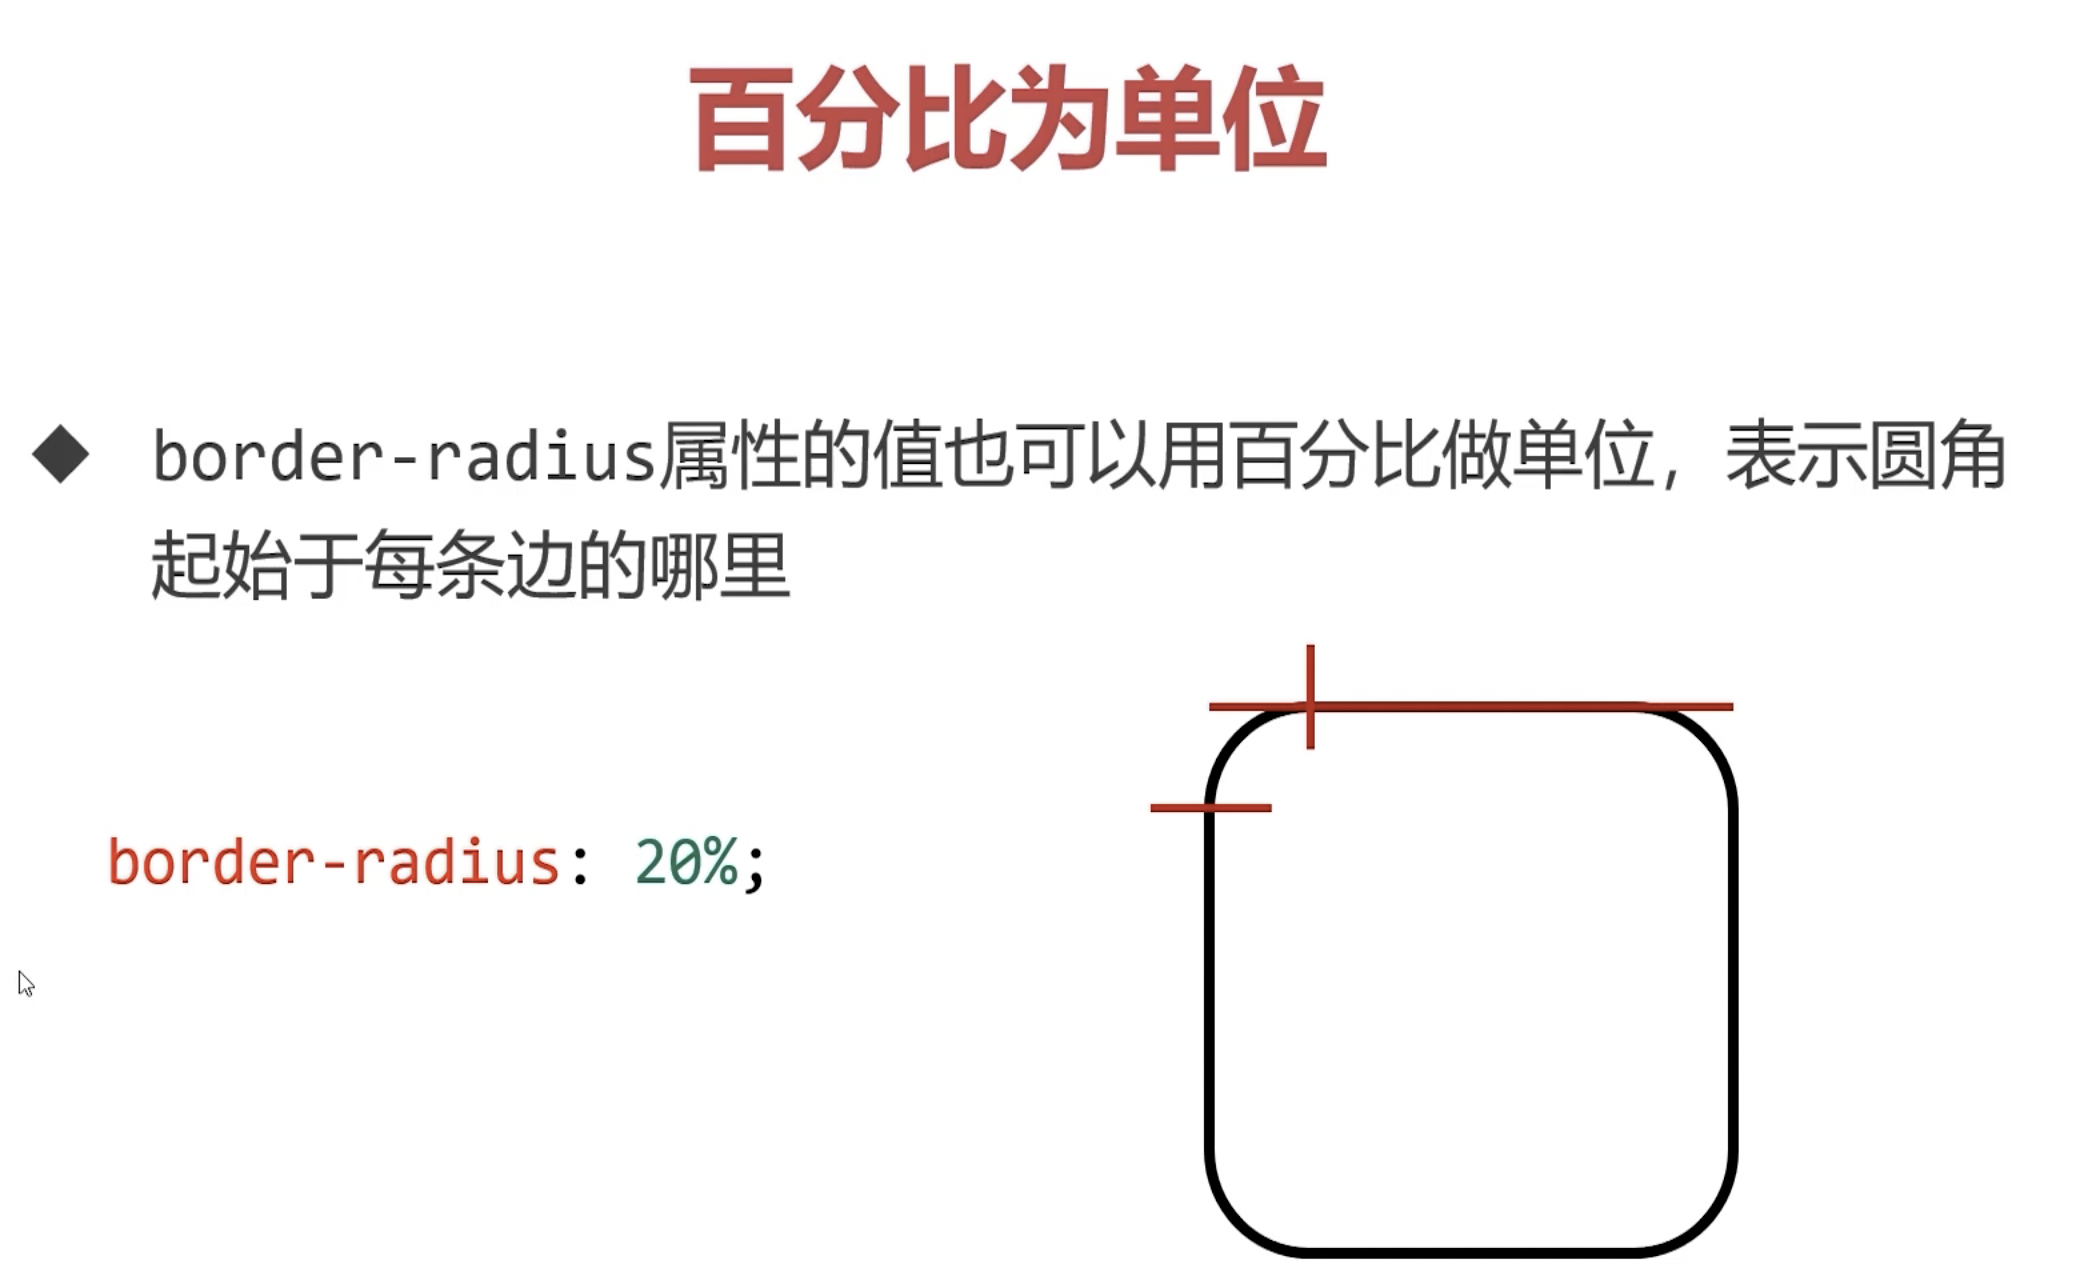 百分比为单位
border-radius属性的值也可以用百分比做单位，表示圆角
起始于每条边的哪里
border-radius: 20%;